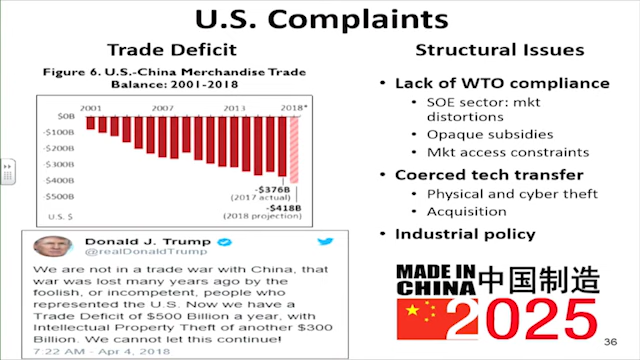 U.S. Complaints
Trade Deficit
Figure 6. U.S.-China Merchandise Trade
Balance: 2001-2018
2001 2007 2013 2018*
$0B
-$100B
-$200B
-$300B
-$400B
-$500B
U.S. $
-$376B
(2017 actual)
-$418B
(2018 projection)
Donald J. Trump
@realDonaldTrump
We are not in a trade war with China, that
war was lost many years ago by the
foolish, or incompetent, people who
represented the U.S. Now we have a
Trade Deficit of $500 Billion a year, with
Intellectual Property Theft of another $300
Billion. We cannot let this continue!
7:22 AM - Apr 4, 2018
Structural Issues
• Lack of WTO compliance
• SOE sector: mkt
distortions
• Opaque subsidies
• Mkt access constraints
• Coerced tech transfer
• Physical and cyber theft
• Acquisition
• Industrial policy
MADE IN
CHINA 中国制造
2025
36